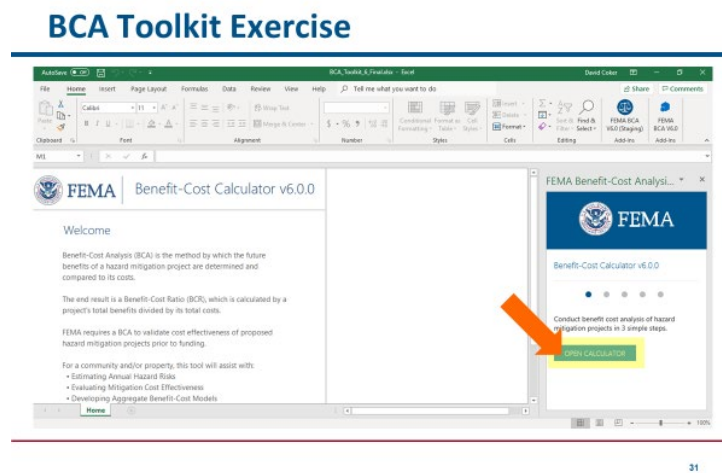 BCA Toolkit Exercise
AutoSave Off
BCA_Toolkit_6_Final.xlsx - Excel
David Coker
File Home Insert Page Layout Formulas Data Review View Help Tell me what you want to do
Share Comments
Paste
Calibri 11
B I U
Wrap Text
Merge & Center
$ % 9
Conditional Formatting
Format as Table
Cell Styles
Insert
Delete
Format
Sort & Filter
Find & Select
FEMA BCA V6.0 (Staging)
FEMA BCA V6.0
Clipboard Font Alignment Number Styles Cells Editing Add-ins Add-ins
M1 fx
FEMA Benefit-Cost Calculator v6.0.0
Welcome
Benefit-Cost Analysis (BCA) is the method by which the future
benefits of a hazard mitigation project are determined and
compared to its costs.
The end result is a Benefit-Cost Ratio (BCR), which is calculated by a
project's total benefits divided by its total costs.
FEMA requires a BCA to validate cost effectiveness of proposed
hazard mitigation projects prior to funding.
For a community and/or property, this tool will assist with:
• Estimating Annual Hazard Risks
• Evaluating Mitigation Cost Effectiveness
• Developing Aggregate Benefit-Cost Models
Home
FEMA Benefit-Cost Analysi...
FEMA
Benefit-Cost Calculator v6.0.0
Conduct benefit cost analysis of hazard
mitigation projects in 3 simple steps.
OPEN CALCULATOR
100%
31